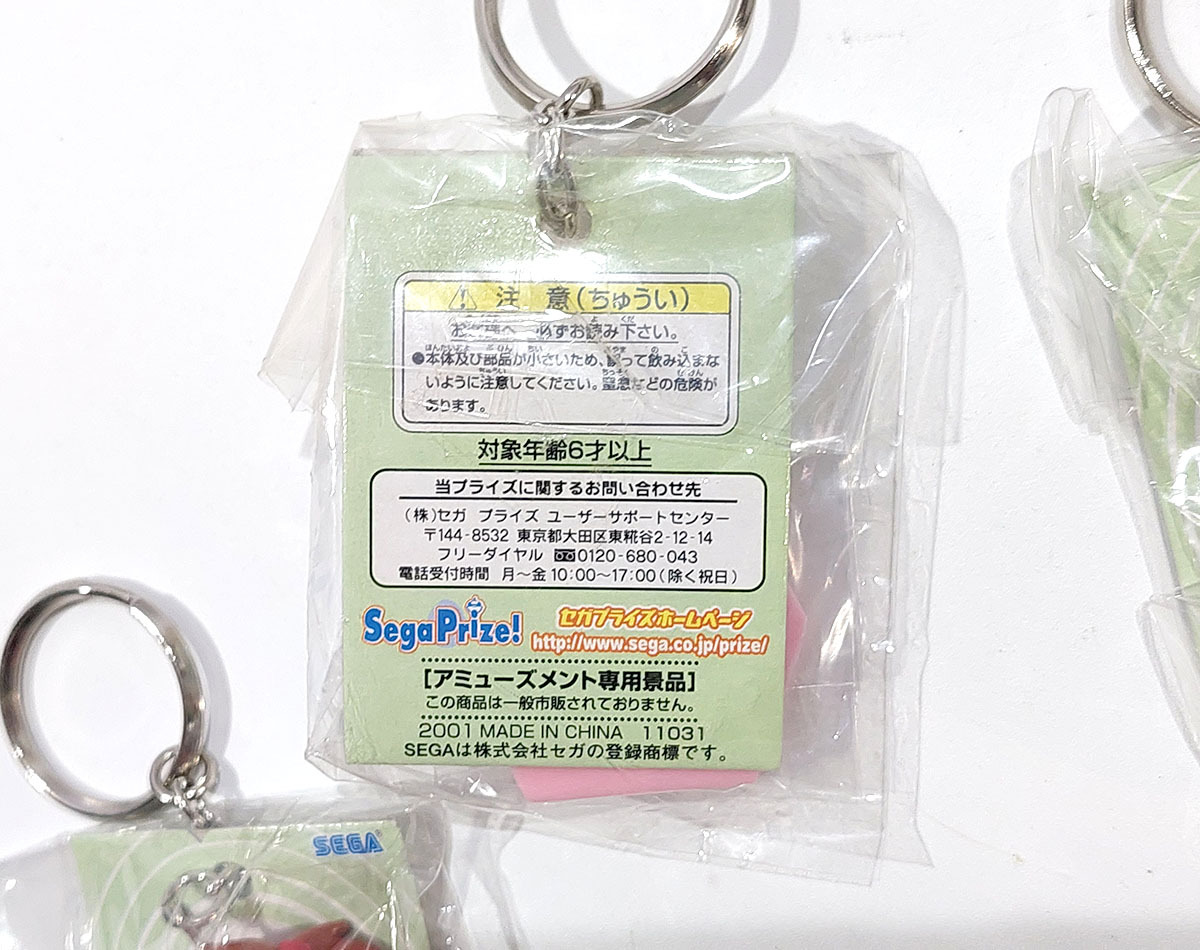 注 意(ちゅうい)
お客様へ 必ずお読み下さい。
●本体及び部品が小さいため、誤って飲み込まな
いように注意してください。窒息などの危険が
あります。
対象年齢6才以上
当プライズに関するお問い合わせ先
(株)セガ プライズ ユーザーサポートセンター
〒144-8532 東京都大田区東糀谷2-12-14
フリーダイヤル 0120-680-043
電話受付時間 月〜金 10:00〜17:00(除く祝日)
SegaPrize!
セガプライズホームページ
http://www.sega.co.jp/prize/
[アミューズメント専用景品]
この商品は一般市販されておりません。
2001 MADE IN CHINA 11031
SEGAは株式会社セガの登録商標です。
SEGA